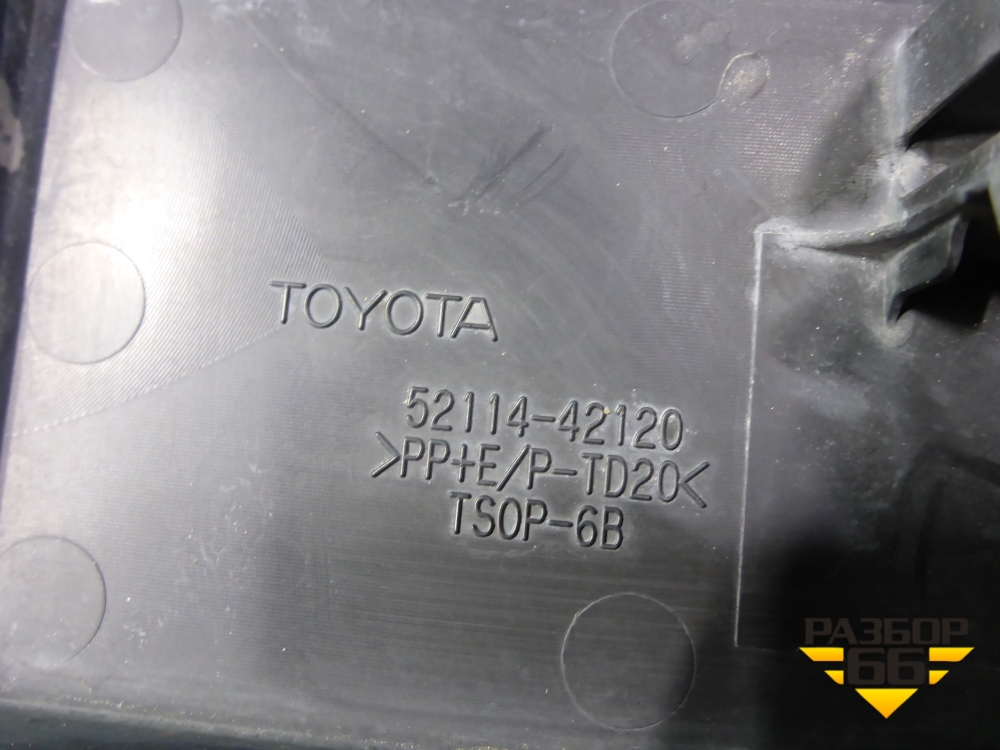 TOYOTA
52114-42120
>PP+E/P-TD20<
TSOP-6B
РАЗБОР
66